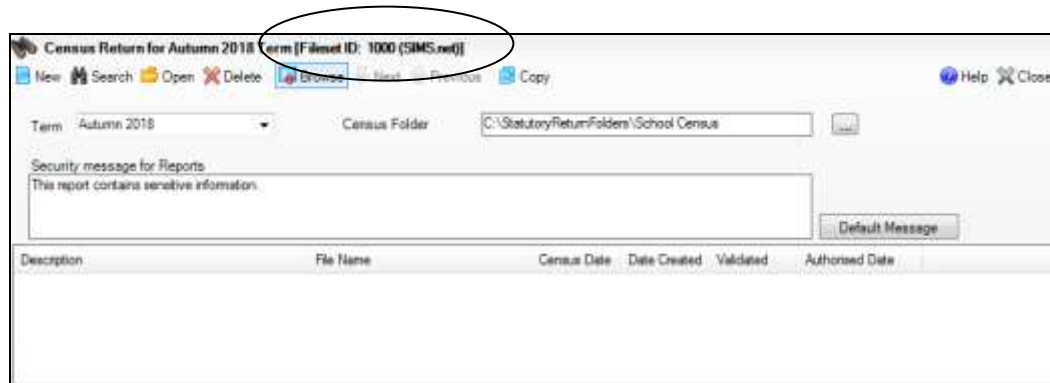 Census Return for Autumn 2018 Term [Fileset ID: 1000 (SIMS.net)]
New Search Open Delete Browse Next Previous Copy Help Close
Term Autumn 2018 Census Folder C:\StatutoryReturnFolders\School Census ...
Security message for Reports
This report contains sensitive information.
Default Message
Description File Name Census Date Date Created Validated Authorised Date